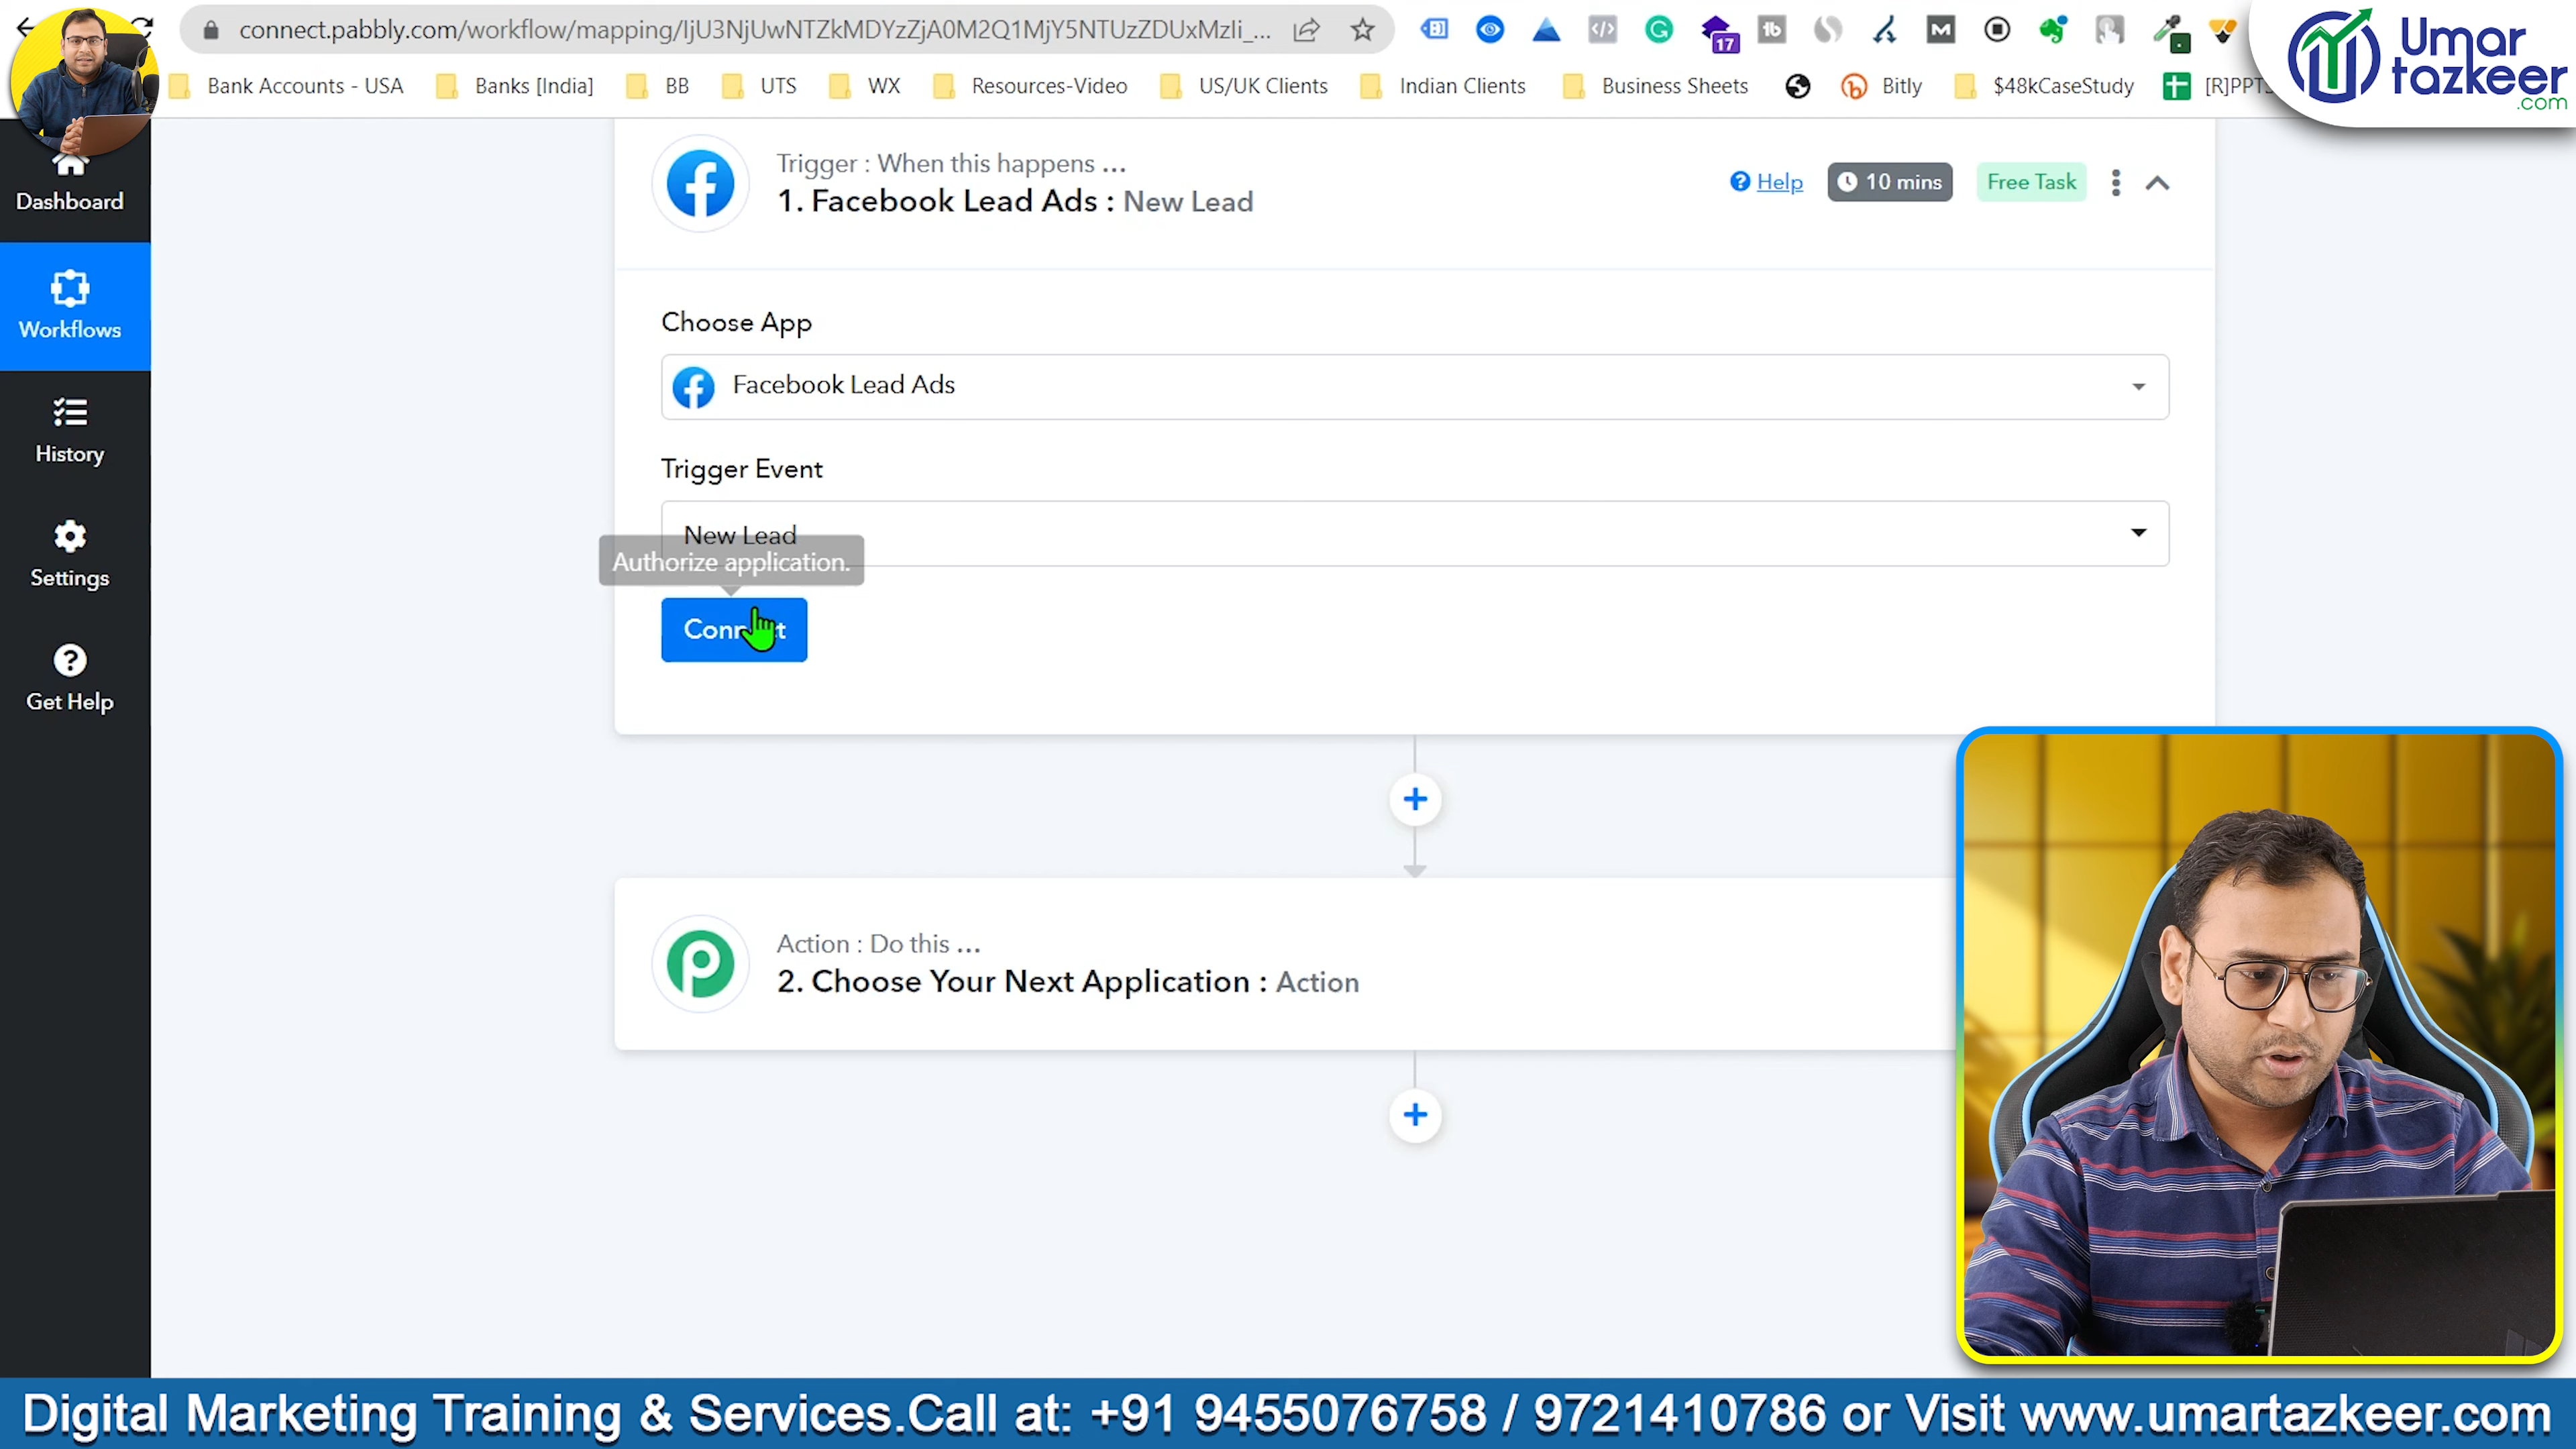 connect.pabbly.com/workflow/mapping/IjU3NjUwNTZkMDYzZjA0M2Q1MjY5NTUzZDUxMzIi_...
17
Umar
tazkeer
.com
Bank Accounts - USA
Banks [India]
BB
UTS
WX
Resources-Video
US/UK Clients
Indian Clients
Business Sheets
Bitly
$48kCaseStudy
Dashboard
Workflows
History
Settings
Get Help
Trigger : When this happens ...
1. Facebook Lead Ads : New Lead
Help
10 mins
Free Task
Choose App
Facebook Lead Ads
Trigger Event
New Lead
Authorize application.
Action : Do this ...
2. Choose Your Next Application : Action
Digital Marketing Training & Services.Call at: +91 9455076758 / 9721410786 or Visit www.umartazkeer.com